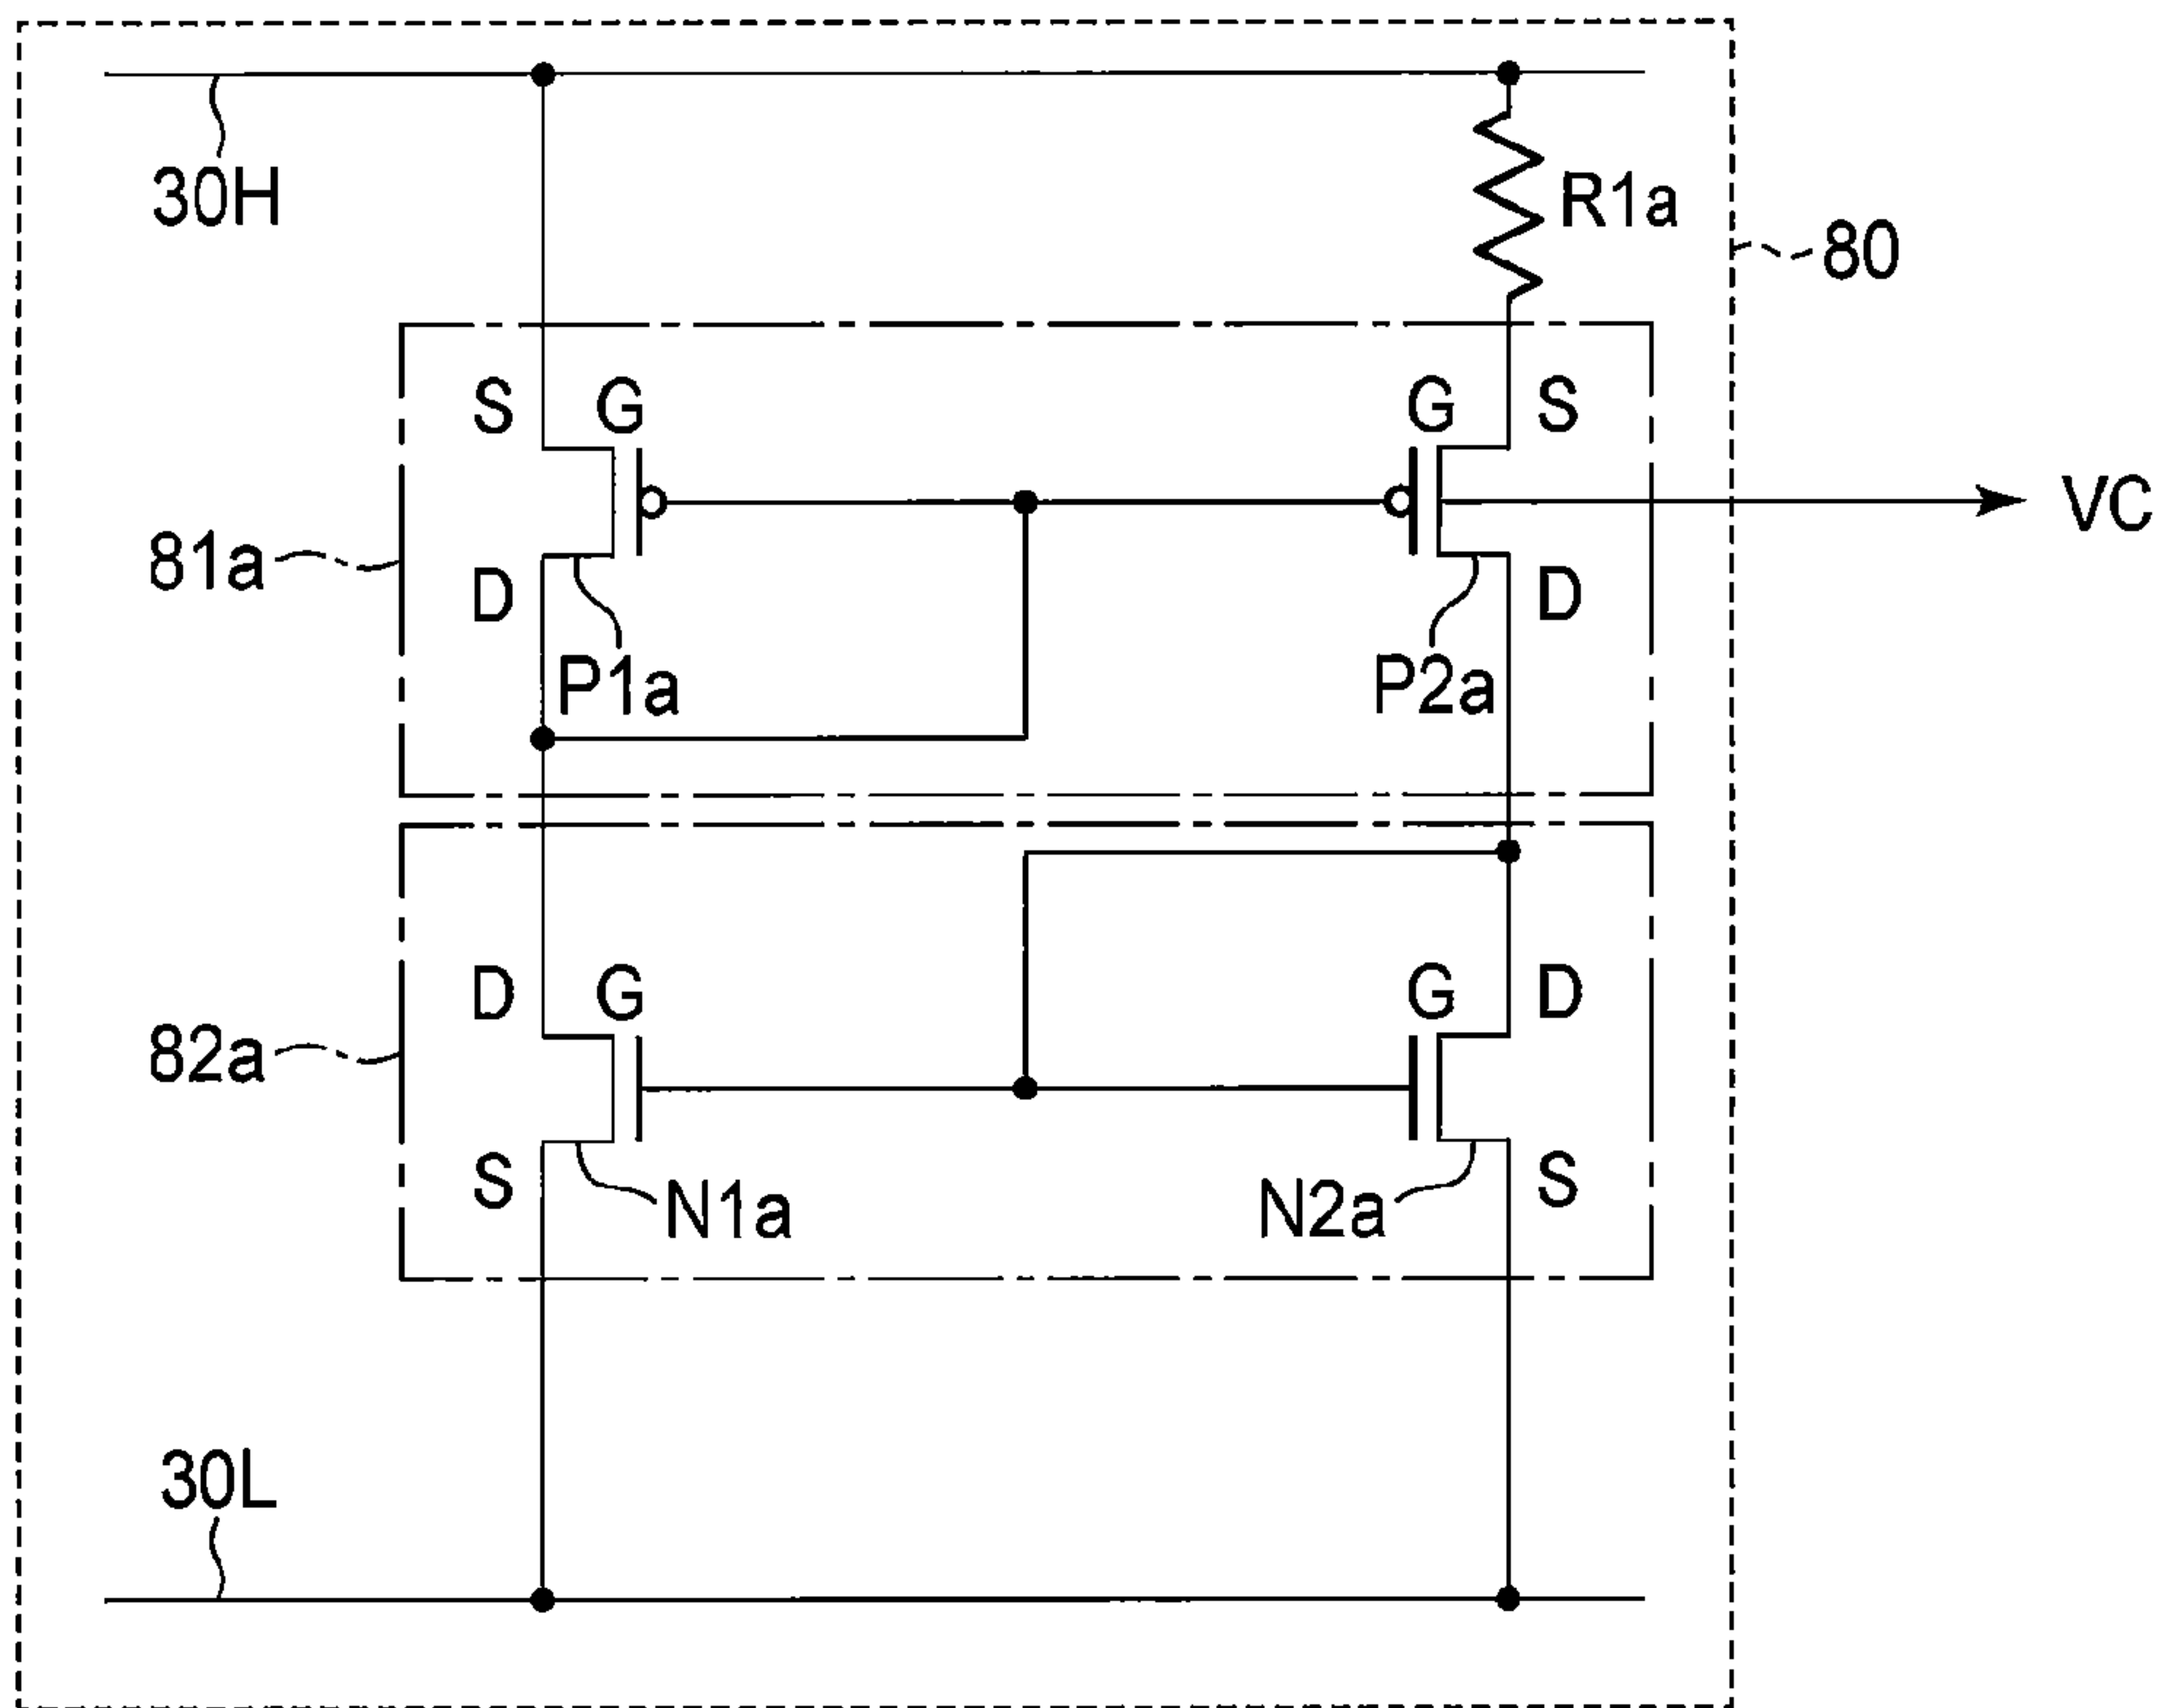 30H
R1a
80
S G G S
VC
81a
D D
P1a P2a
D G G D
82a
S S
N1a N2a
30L